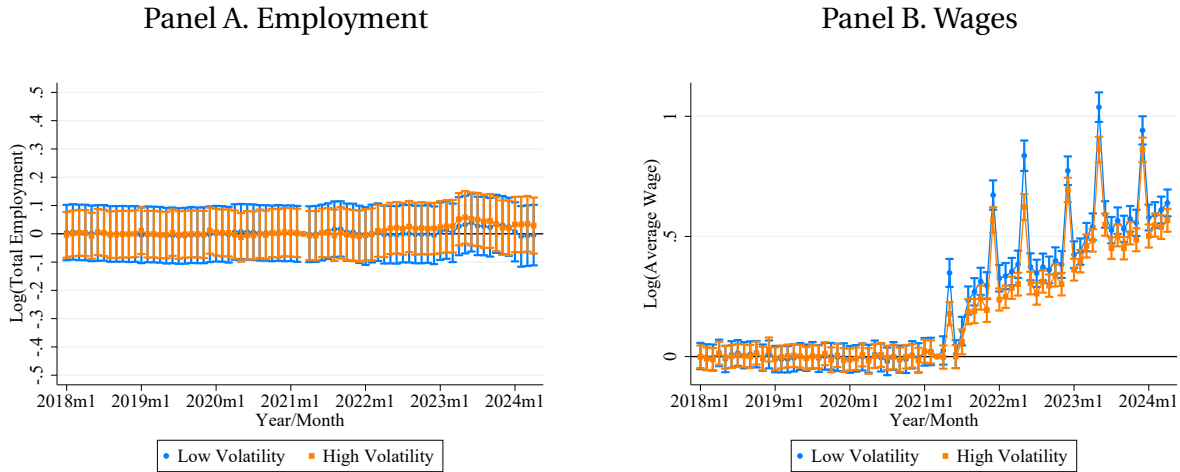 Panel A. Employment
Log(Total Employment)
.5
.4
.3
.2
.1
0
-.1
-.2
-.3
-.4
-.5
2018m1 2019m1 2020m1 2021m1 2022m1 2023m1 2024m1
Year/Month
Low Volatility High Volatility
Panel B. Wages
Log(Average Wage)
1
.5
0
2018m1 2019m1 2020m1 2021m1 2022m1 2023m1 2024m1
Year/Month
Low Volatility High Volatility